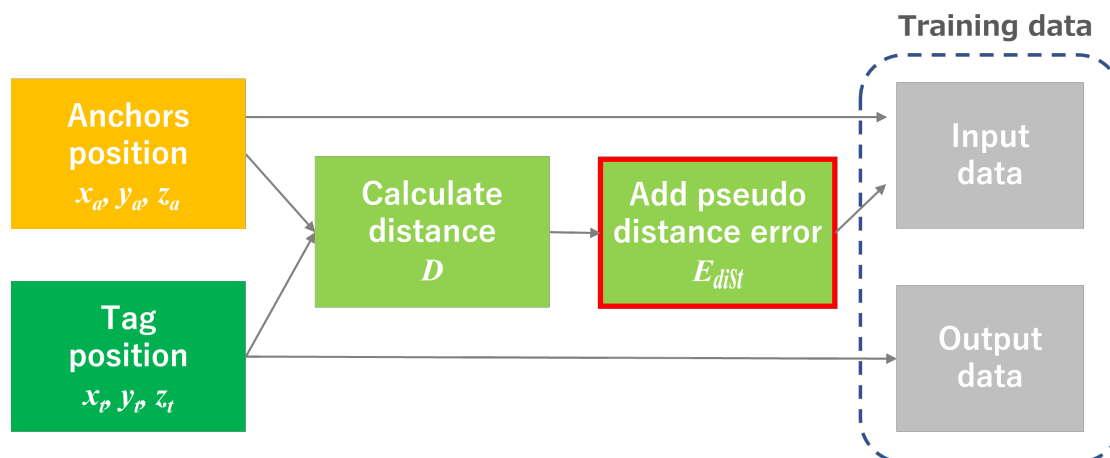 Training data
Anchors
position
xₐ, yₐ, zₐ
Calculate
distance
D
Add pseudo
distance error
E_diSt
Input
data
Tag
position
xₜ, yₜ, zₜ
Output
data